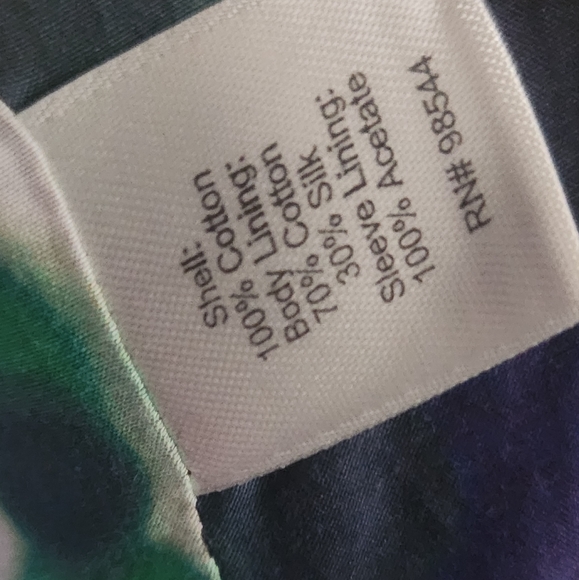 Shell:
100% Cotton
Body Lining:
70% Cotton
30% Silk
Sleeve Lining:
100% Acetate
RN# 98544